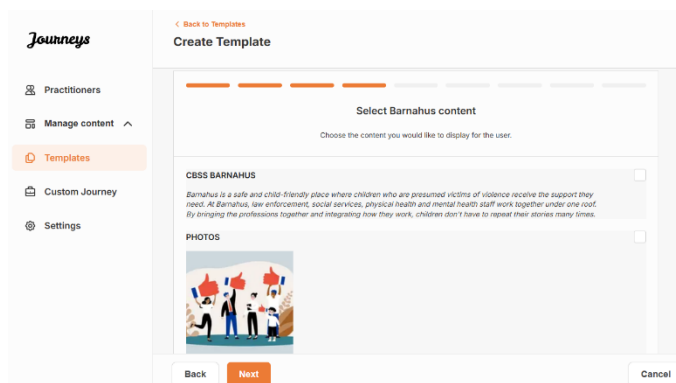 Back to Templates
Journeys
Create Template
Practitioners
Manage content
Templates
Custom Journey
Settings
Select Barnahus content
Choose the content you would like to display for the user.
CBSS BARNAHUS
Barnahus is a safe and child-friendly place where children who are presumed victims of violence receive the support they
need. At Barnahus, law enforcement, social services, physical health and mental health staff work together under one roof.
By bringing the professions together and integrating how they work, children don't have to repeat their stories many times.
PHOTOS
Back
Next
Cancel